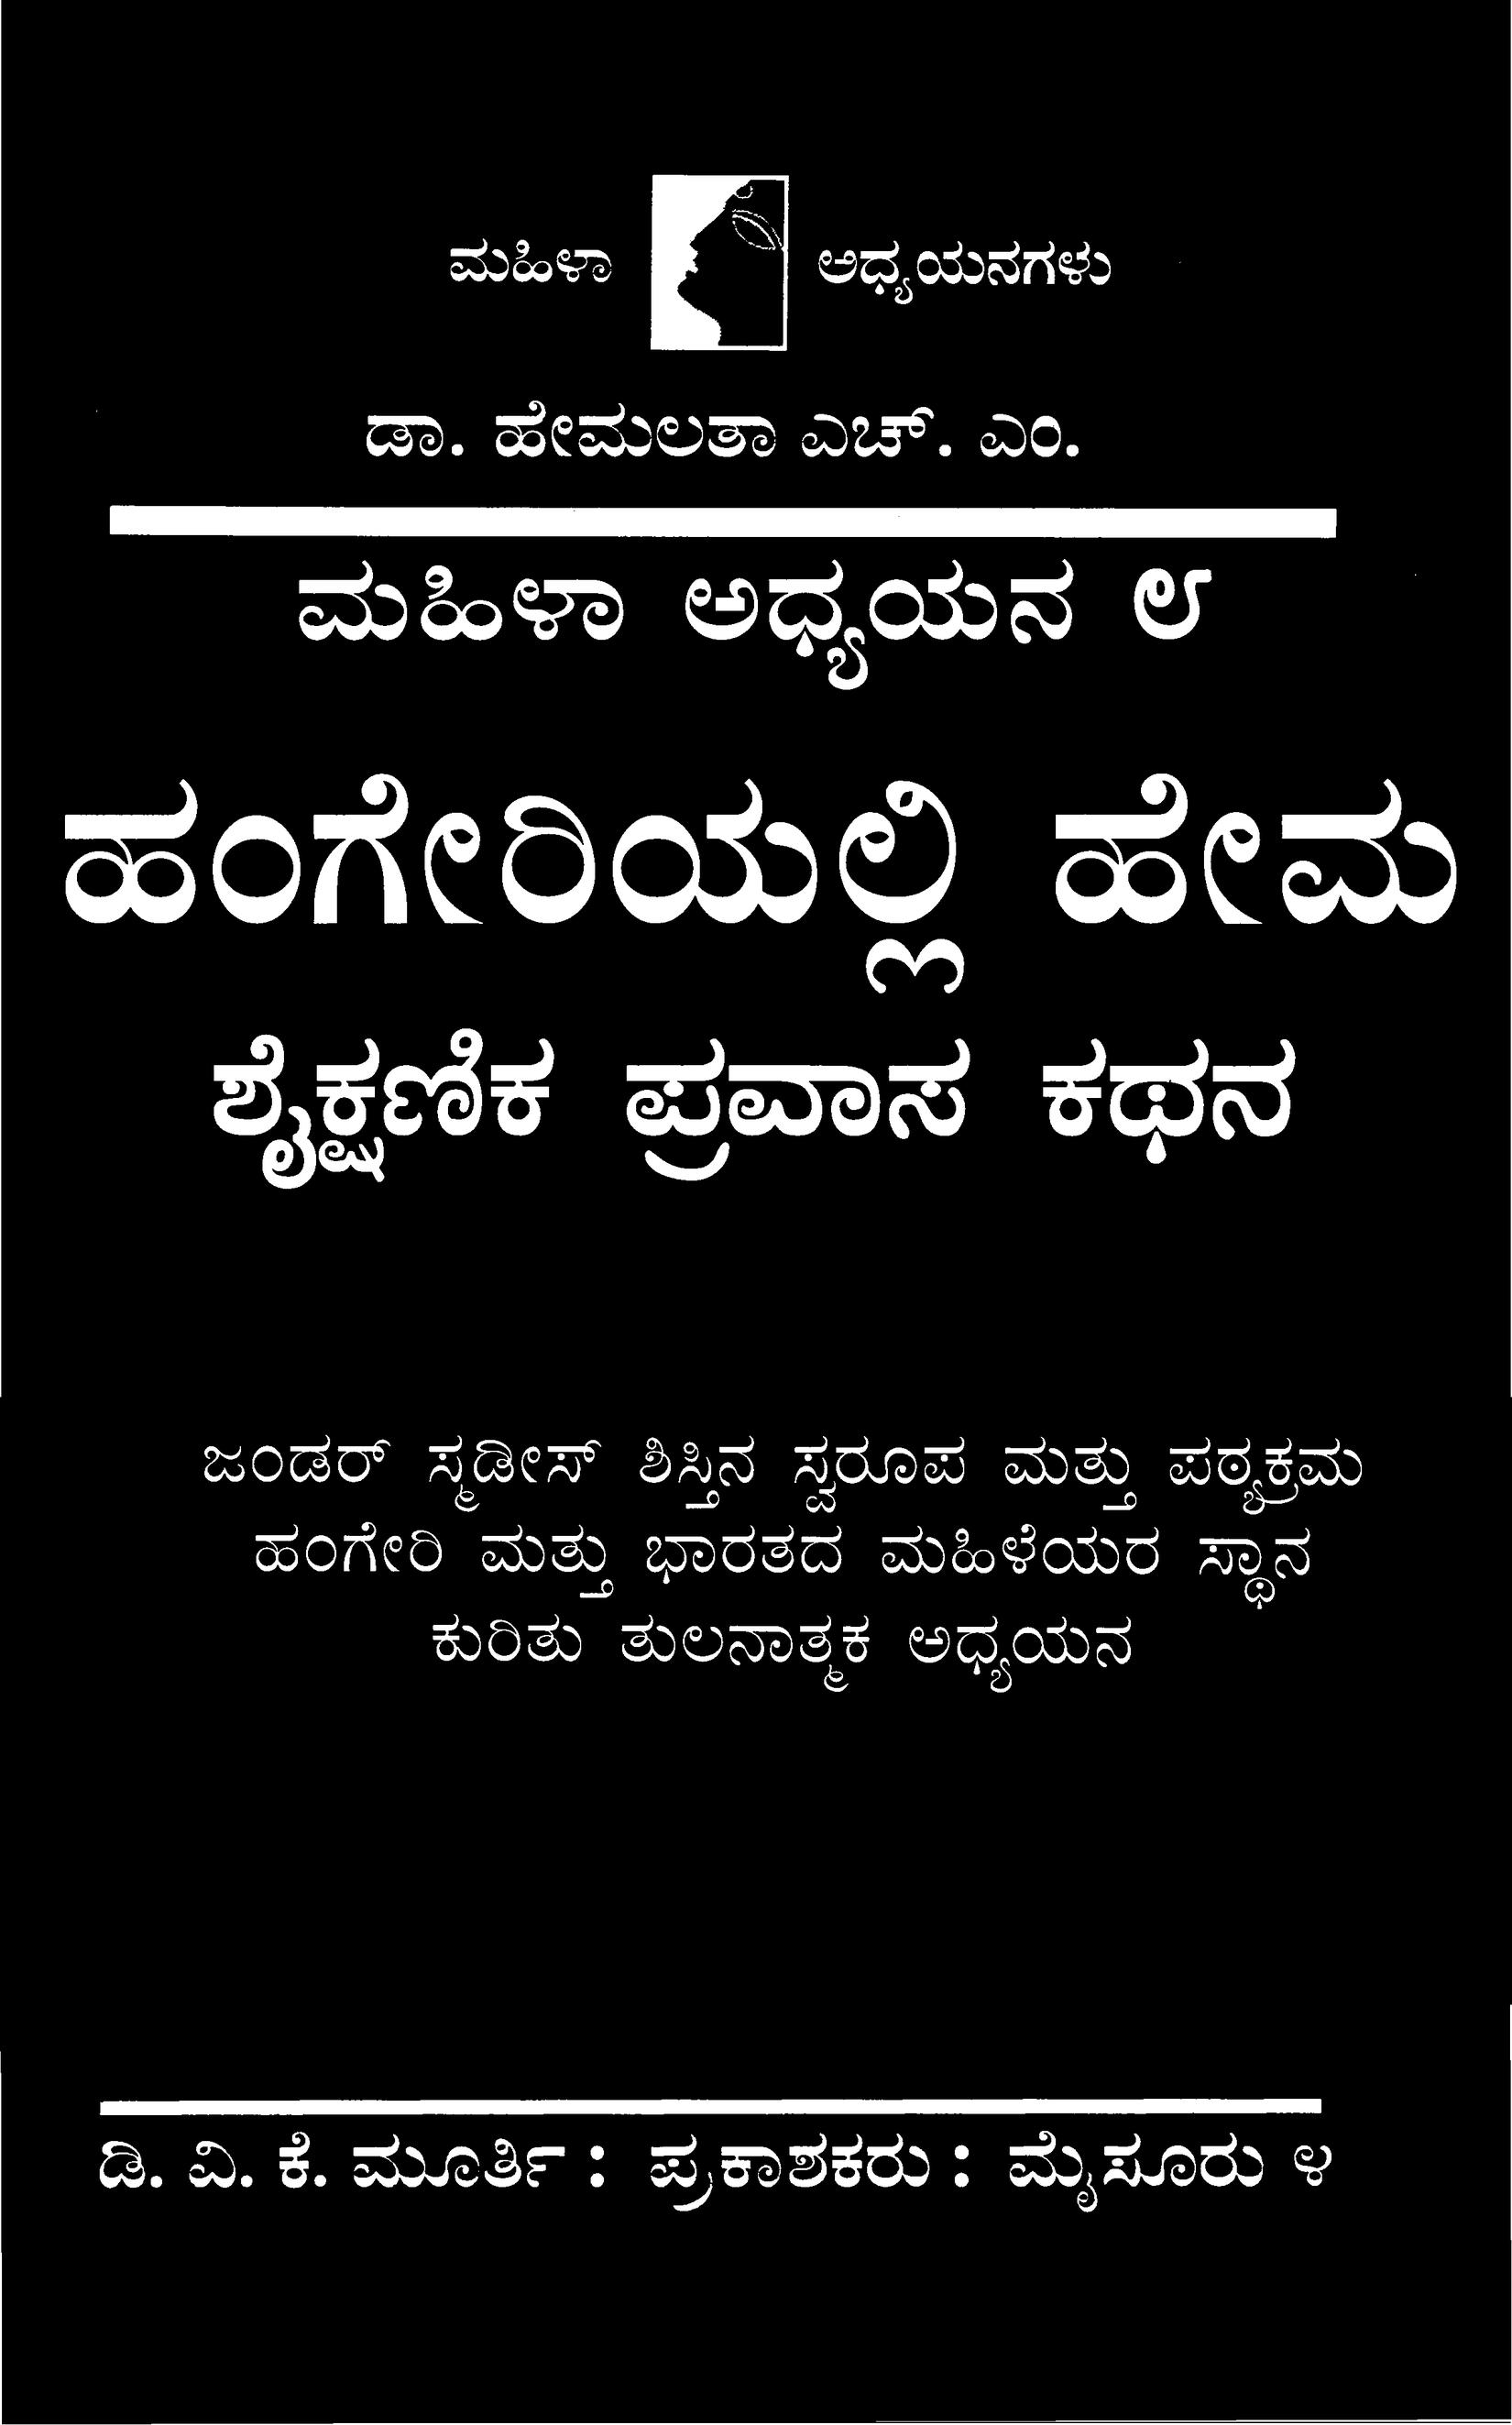 ಮಹಿಳಾ ಅಧ್ಯಯನಗಳು
ಡಾ. ಹೇಮಲತಾ ಎಚ್. ಎಂ.
ಮಹಿಳಾ ಅಧ್ಯಯನ ೮
ಹಂಗೇರಿಯಲ್ಲಿ ಹೇಮ
ಶೈಕ್ಷಣಿಕ ಪ್ರವಾಸ ಕಥನ
ಜಂಡರ್ ಸ್ಟಡೀಸ್ ಶಿಸ್ತಿನ ಸ್ವರೂಪ ಮತ್ತು ಪಠ್ಯಕ್ರಮ
ಹಂಗೇರಿ ಮತ್ತು ಭಾರತದ ಮಹಿಳೆಯರ ಸ್ಥಾನ
ಕುರಿತು ತುಲನಾತ್ಮಕ ಅಧ್ಯಯನ
ಡಿ. ವಿ. ಕೆ. ಮೂರ್ತಿ : ಪ್ರಕಾಶಕರು : ಮೈಸೂರು ೪